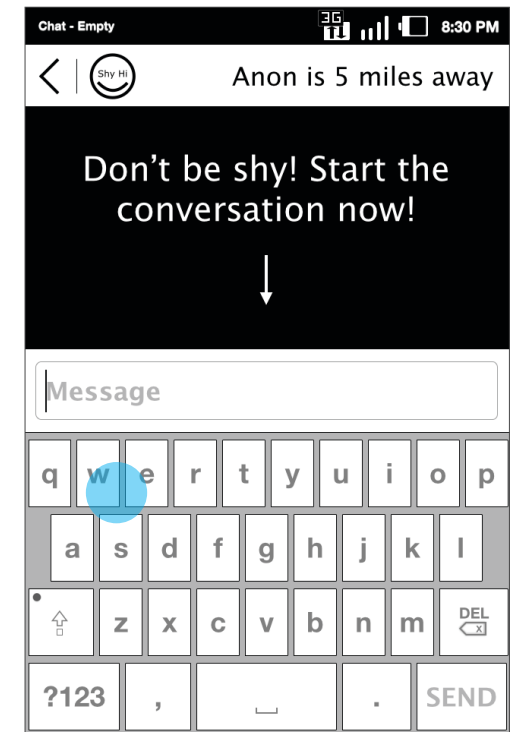 Chat - Empty 3G 8:30 PM
Shy Hi Anon is 5 miles away
Don't be shy! Start the
conversation now!
Message
q w e r t y u i o p
a s d f g h j k l
z x c v b n m DEL
x
?123 , . SEND